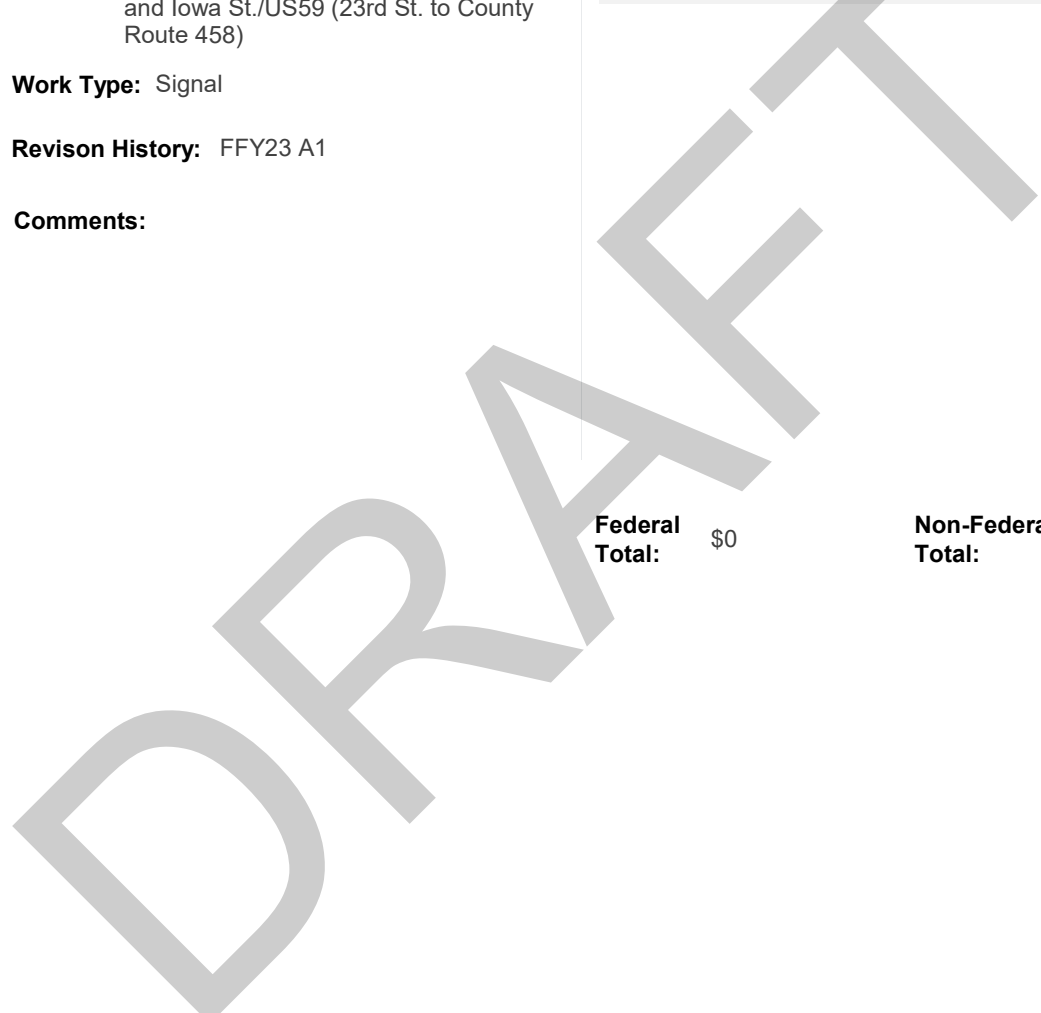 and Iowa St./US59 (23rd St. to County
Route 458)
Work Type: Signal
Revison History: FFY23 A1
Comments:
Federal
Total: $0
Non-Federa
Total:
DRAFT